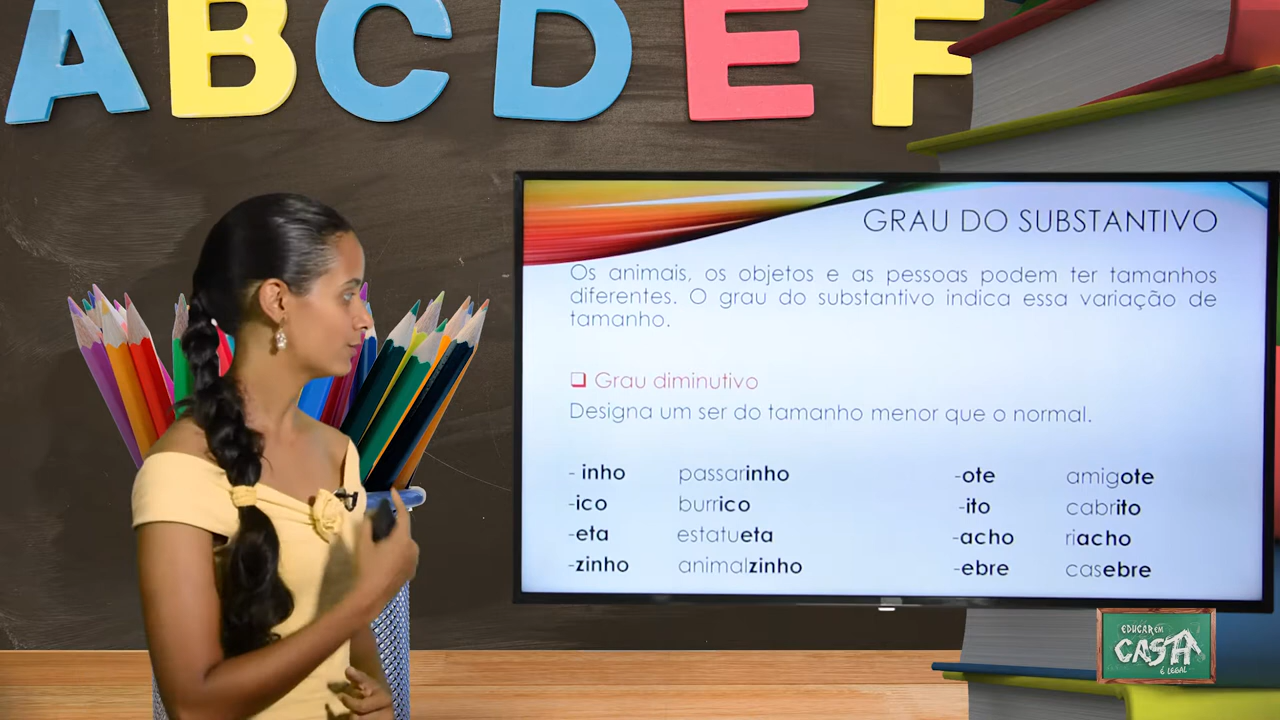 A B C D E F
GRAU DO SUBSTANTIVO
Os animais, os objetos e as pessoas podem ter tamanhos
diferentes. O grau do substantivo indica essa variação de
tamanho.
Grau diminutivo
Designa um ser do tamanho menor que o normal.
- inho passarinho -ote amigote
-ico burrico -ito cabrito
-eta estatueta -acho riacho
-zinho animalzinho -ebre casebre
EDUCAR EM
CASA
É LEGAL